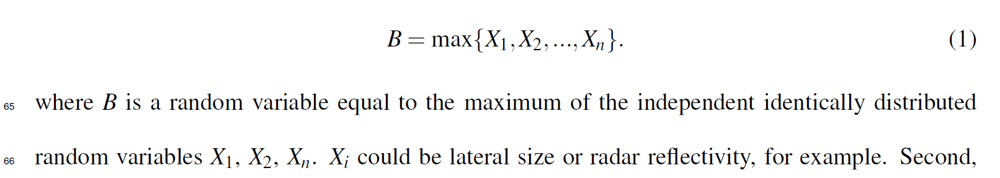 B = max{X₁, X₂, ..., Xₙ}. (1)
65 where B is a random variable equal to the maximum of the independent identically distributed
66 random variables X₁, X₂, Xₙ. Xᵢ could be lateral size or radar reflectivity, for example. Second,